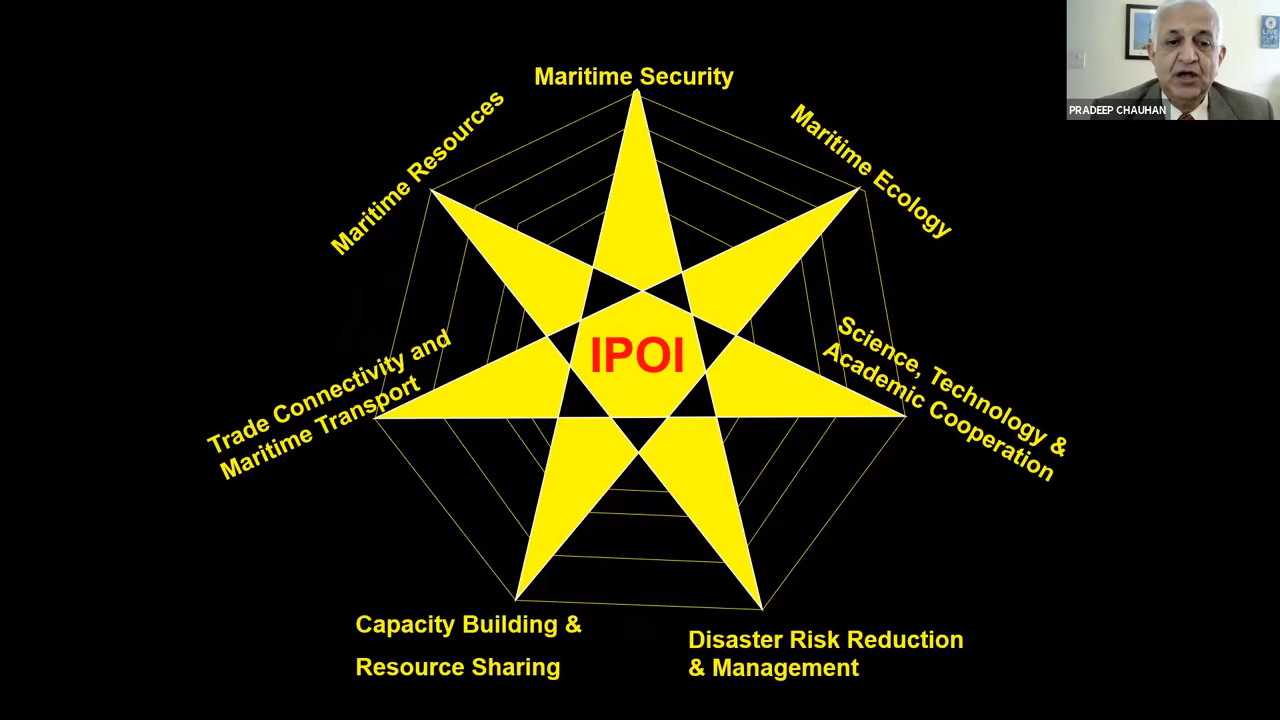 Maritime Security
PRADEEP CHAUHAN
Maritime Resources
Maritime Ecology
IPOI
Trade Connectivity and
Maritime Transport
Science, Technology &
Academic Cooperation
Capacity Building &
Resource Sharing
Disaster Risk Reduction
& Management